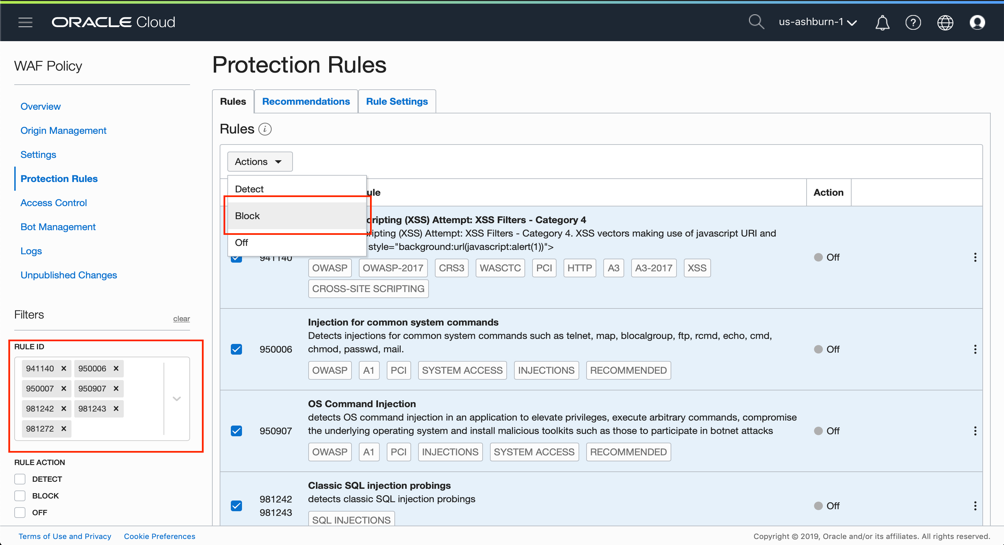 ORACLE Cloud
us-ashburn-1
WAF Policy
Overview
Origin Management
Settings
Protection Rules
Access Control
Bot Management
Logs
Unpublished Changes
Filters
clear
RULE ID
941140 × 950006 ×
950007 × 950907 ×
981242 × 981243 ×
981272 ×
RULE ACTION
DETECT
BLOCK
OFF
Protection Rules
Rules Recommendations Rule Settings
Rules
Actions
Detect
Block
Off
Action
cripting (XSS) Attempt: XSS Filters - Category 4
ripting (XSS) Attempt: XSS Filters - Category 4. XSS vectors making use of javascript URI and
style="background:url(javascript:alert(1))">
941140
Off
OWASP OWASP-2017 CRS3 WASCTC PCI HTTP A3 A3-2017 XSS
CROSS-SITE SCRIPTING
Injection for common system commands
950006
Detects injections for common system commands such as telnet, map, blocalgroup, ftp, rcmd, echo, cmd,
chmod, passwd, mail.
Off
OWASP A1 PCI SYSTEM ACCESS INJECTIONS RECOMMENDED
OS Command Injection
950907
detects OS command injection in an application to elevate privileges, execute arbitrary commands, compromise
the underlying operating system and install malicious toolkits such as those to participate in botnet attacks
Off
OWASP A1 PCI INJECTIONS SYSTEM ACCESS RECOMMENDED
Classic SQL injection probings
981242
981243
detects classic SQL injection probings
Off
SQL INJECTIONS
Terms of Use and Privacy Cookie Preferences
Copyright © 2019, Oracle and/or its affiliates. All rights reserved.